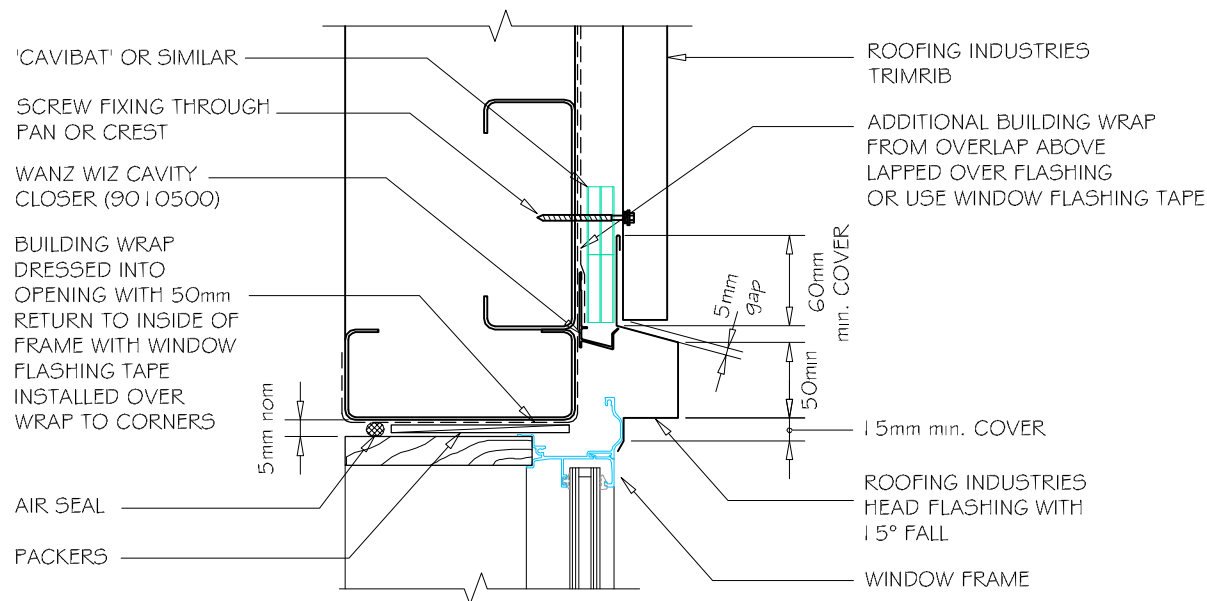 'CAVIBAT' OR SIMILAR
SCREW FIXING THROUGH
PAN OR CREST
WANZ WIZ CAVITY
CLOSER (9010500)
BUILDING WRAP
DRESSED INTO
OPENING WITH 50mm
RETURN TO INSIDE OF
FRAME WITH WINDOW
FLASHING TAPE
INSTALLED OVER
WRAP TO CORNERS
5mm nom
AIR SEAL
PACKERS
ROOFING INDUSTRIES
TRIMRIB
ADDITIONAL BUILDING WRAP
FROM OVERLAP ABOVE
LAPPED OVER FLASHING
OR USE WINDOW FLASHING TAPE
60mm
min. COVER
5mm
gap
50min
15mm min. COVER
ROOFING INDUSTRIES
HEAD FLASHING WITH
15° FALL
WINDOW FRAME